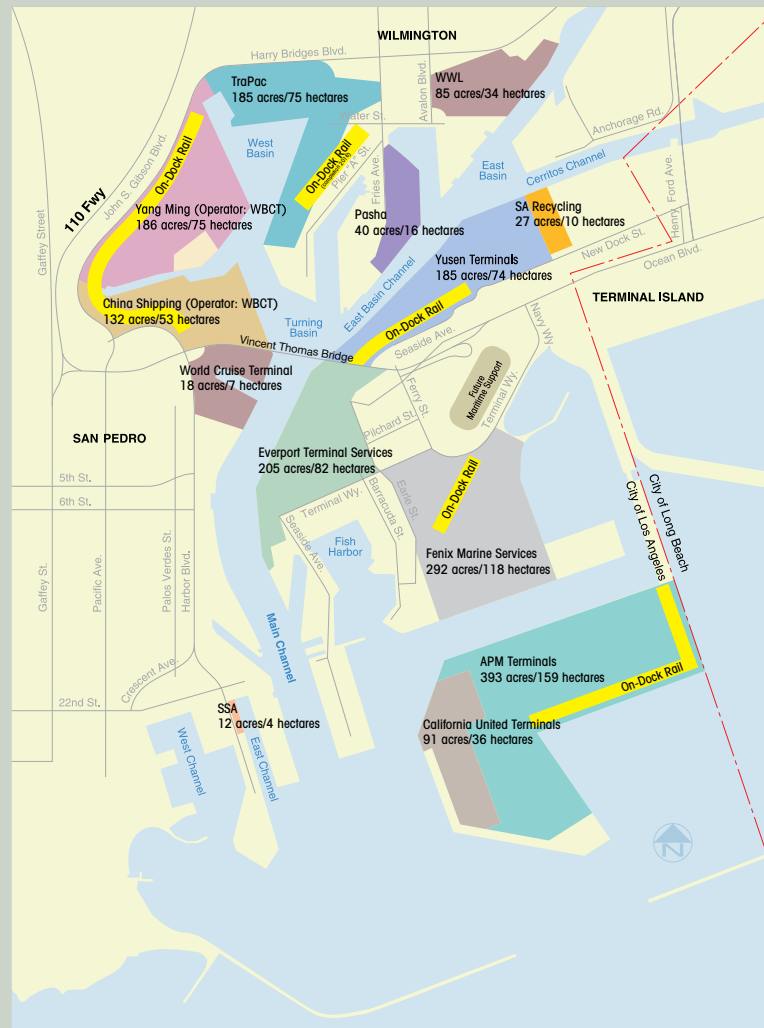 WILMINGTON
Harry Bridges Blvd.
TraPac
185 acres/75 hectares
WWL
85 acres/34 hectares
Avalon Blvd.
Water St.
Anchorage Rd.
John S. Gibson Blvd.
110 Fwy
On-Dock Rail
West
Basin
On-Dock Rail
Pier "A" St.
Fries Ave.
East
Basin
Cerritos Channel
Henry Ford Ave.
Gaffey Street
Yang Ming (Operator: WBCT)
186 acres/75 hectares
Pasha
40 acres/16 hectares
SA Recycling
27 acres/10 hectares
New Dock St.
Ocean Blvd.
Yusen Terminals
185 acres/74 hectares
East Basin Channel
On-Dock Rail
TERMINAL ISLAND
China Shipping (Operator: WBCT)
132 acres/53 hectares
Turning
Basin
Vincent Thomas Bridge
Seaside Ave.
Navy Wy.
World Cruise Terminal
18 acres/7 hectares
Future
Maritime Support
Terminal Wy.
Ferry St.
Pilchard St.
SAN PEDRO
Everport Terminal Services
205 acres/82 hectares
5th St.
6th St.
On-Dock Rail
Terminal Wy.
Barracuda St.
Earle St.
City of Long Beach
City of Los Angeles
Seaside Ave.
Fish
Harbor
Fenix Marine Services
292 acres/118 hectares
Gaffey St.
Pacific Ave.
Palos Verdes St.
Harbor Blvd.
Main Channel
Crescent Ave.
APM Terminals
393 acres/159 hectares
On-Dock Rail
22nd St.
SSA
12 acres/4 hectares
California United Terminals
91 acres/36 hectares
West Channel
East Channel
N